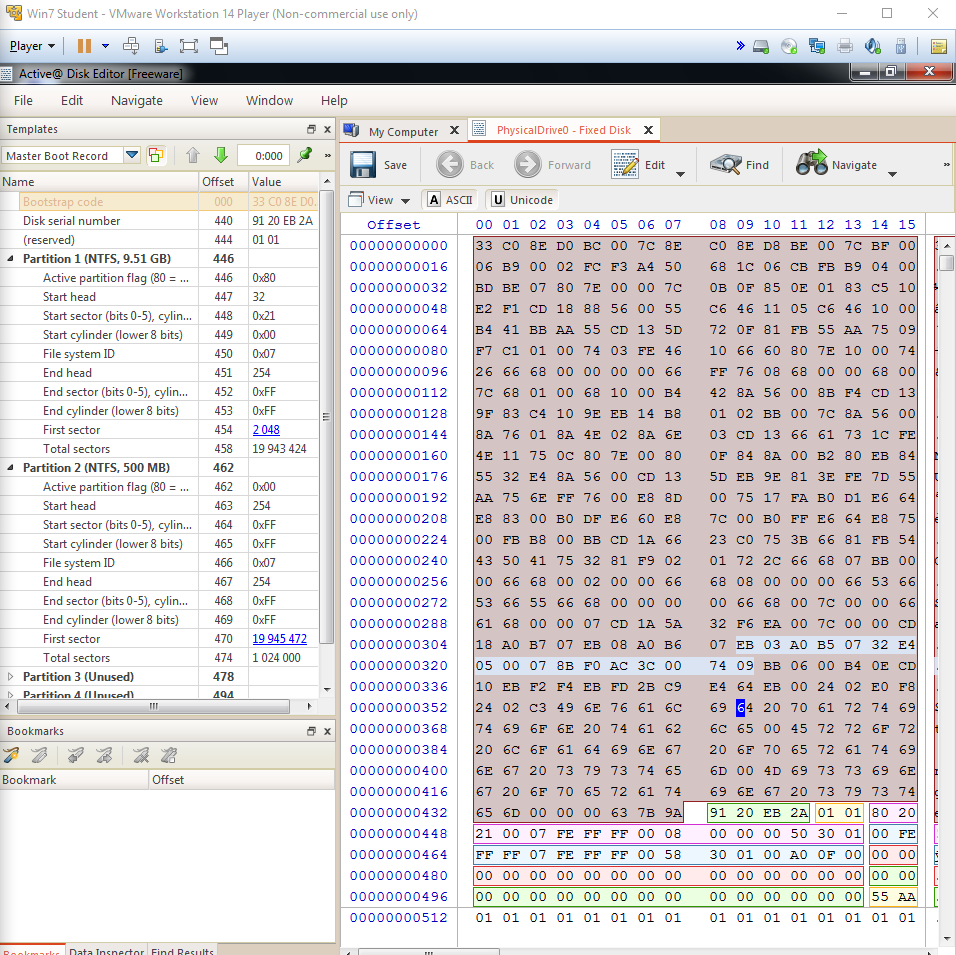 Win7 Student - VMware Workstation 14 Player (Non-commercial use only)
Player
Active@ Disk Editor [Freeware]
File Edit Navigate View Window Help
Templates
Master Boot Record 0:000 »
Name Offset Value
Bootstrap code 000 33 C0 8E D0.
Disk serial number 440 91 20 EB 2A
(reserved) 444 01 01
Partition 1 (NTFS, 9.51 GB) 446
Active partition flag (80 = ... 446 0x80
Start head 447 32
Start sector (bits 0-5), cylin... 448 0x21
Start cylinder (lower 8 bits) 449 0x00
File system ID 450 0x07
End head 451 254
End sector (bits 0-5), cylin... 452 0xFF
End cylinder (lower 8 bits) 453 0xFF
First sector 454 2 048
Total sectors 458 19 943 424
Partition 2 (NTFS, 500 MB) 462
Active partition flag (80 = ... 462 0x00
Start head 463 254
Start sector (bits 0-5), cylin... 464 0xFF
Start cylinder (lower 8 bits) 465 0xFF
File system ID 466 0x07
End head 467 254
End sector (bits 0-5), cylin... 468 0xFF
End cylinder (lower 8 bits) 469 0xFF
First sector 470 19 945 472
Total sectors 474 1 024 000
Partition 3 (Unused) 478
Partition 4 (Unused) 494
Bookmarks
Bookmark Offset
Bookmarks Data Inspector Find Results
My Computer PhysicalDrive0 - Fixed Disk
Save Back Forward Edit Find Navigate »
View A ASCII U Unicode
Offset 00 01 02 03 04 05 06 07 08 09 10 11 12 13 14 15
00000000000 33 C0 8E D0 BC 00 7C 8E C0 8E D8 BE 00 7C BF 00
00000000016 06 B9 00 02 FC F3 A4 50 68 1C 06 CB FB B9 04 00
00000000032 BD BE 07 80 7E 00 00 7C 0B 0F 85 0E 01 83 C5 10
00000000048 E2 F1 CD 18 88 56 00 55 C6 46 11 05 C6 46 10 00
00000000064 B4 41 BB AA 55 CD 13 5D 72 0F 81 FB 55 AA 75 09
00000000080 F7 C1 01 00 74 03 FE 46 10 66 60 80 7E 10 00 74
00000000096 26 66 68 00 00 00 00 66 FF 76 08 68 00 00 68 00
00000000112 7C 68 01 00 68 10 00 B4 42 8A 56 00 8B F4 CD 13
00000000128 9F 83 C4 10 9E EB 14 B8 01 02 BB 00 7C 8A 56 00
00000000144 8A 76 01 8A 4E 02 8A 6E 03 CD 13 66 61 73 1C FE
00000000160 4E 11 75 0C 80 7E 00 80 0F 84 8A 00 B2 80 EB 84
00000000176 55 32 E4 8A 56 00 CD 13 5D EB 9E 81 3E FE 7D 55
00000000192 AA 75 6E FF 76 00 E8 8D 00 75 17 FA B0 D1 E6 64
00000000208 E8 83 00 B0 DF E6 60 E8 7C 00 B0 FF E6 64 E8 75
00000000224 00 FB B8 00 BB CD 1A 66 23 C0 75 3B 66 81 FB 54
00000000240 43 50 41 75 32 81 F9 02 01 72 2C 66 68 07 BB 00
00000000256 00 66 68 00 02 00 00 66 68 08 00 00 00 66 53 66
00000000272 53 66 55 66 68 00 00 00 00 66 68 00 7C 00 00 66
00000000288 61 68 00 00 07 CD 1A 5A 32 F6 EA 00 7C 00 00 CD
00000000304 18 A0 B7 07 EB 08 A0 B6 07 EB 03 A0 B5 07 32 E4
00000000320 05 00 07 8B F0 AC 3C 00 74 09 BB 06 00 B4 0E CD
00000000336 10 EB F2 F4 EB FD 2B C9 E4 64 EB 00 24 02 E0 F8
00000000352 24 02 C3 49 6E 76 61 6C 69 64 20 70 61 72 74 69
00000000368 74 69 6F 6E 20 74 61 62 6C 65 00 45 72 72 6F 72
00000000384 20 6C 6F 61 64 69 6E 67 20 6F 70 65 72 61 74 69
00000000400 6E 67 20 73 79 73 74 65 6D 00 4D 69 73 73 69 6E
00000000416 67 20 6F 70 65 72 61 74 69 6E 67 20 73 79 73 74
00000000432 65 6D 00 00 00 63 7B 9A 91 20 EB 2A 01 01 80 20
00000000448 21 00 07 FE FF FF 00 08 00 00 00 50 30 01 00 FE
00000000464 FF FF 07 FE FF FF 00 58 30 01 00 A0 0F 00 00 00
00000000480 00 00 00 00 00 00 00 00 00 00 00 00 00 00 00 00
00000000496 00 00 00 00 00 00 00 00 00 00 00 00 00 00 55 AA
00000000512 01 01 01 01 01 01 01 01 01 01 01 01 01 01 01 01